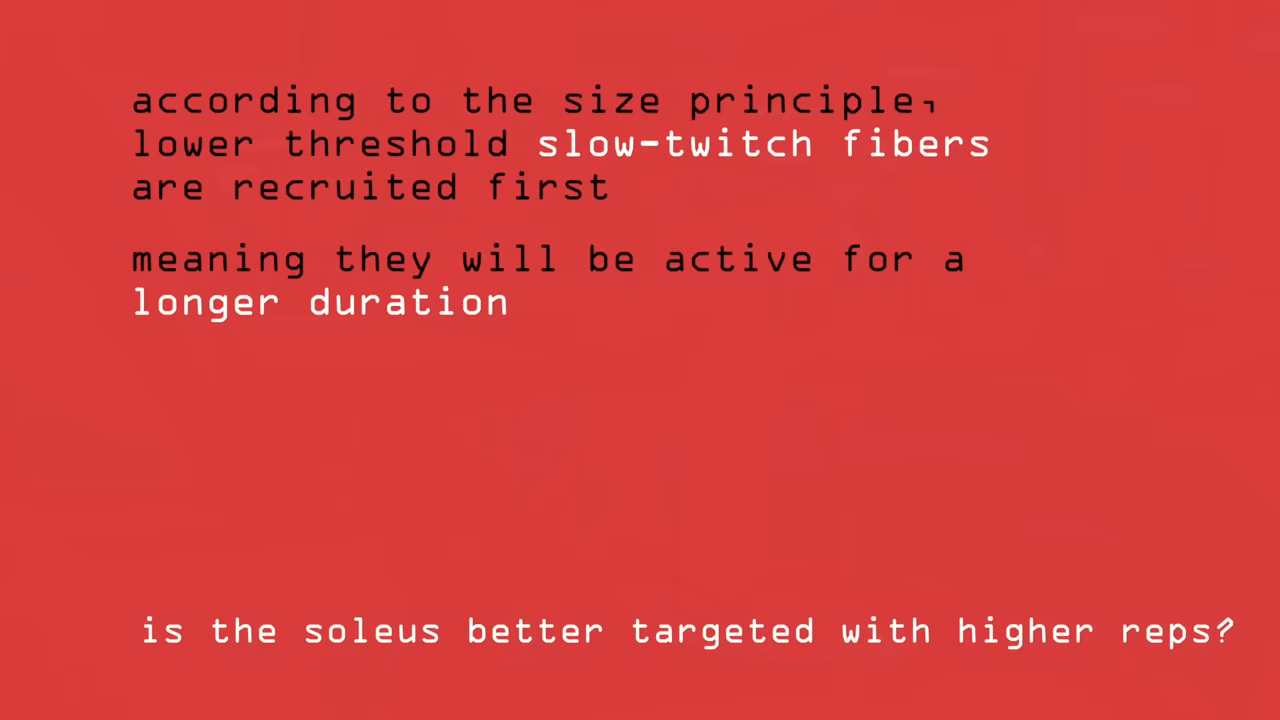 according to the size principle,
lower threshold slow-twitch fibers
are recruited first
meaning they will be active for a
longer duration
is the soleus better targeted with higher reps?